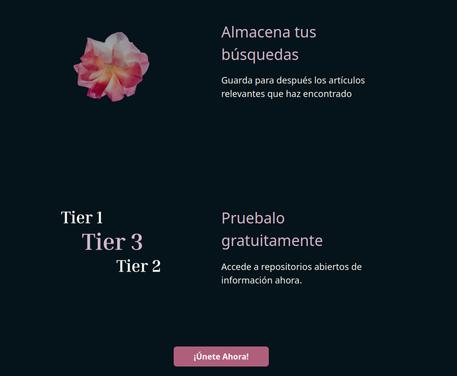 Almacena tus
búsquedas
Guarda para después los artículos
relevantes que haz encontrado
Tier 1
Tier 3
Tier 2
Pruebalo
gratuitamente
Accede a repositorios abiertos de
información ahora.
¡Únete Ahora!